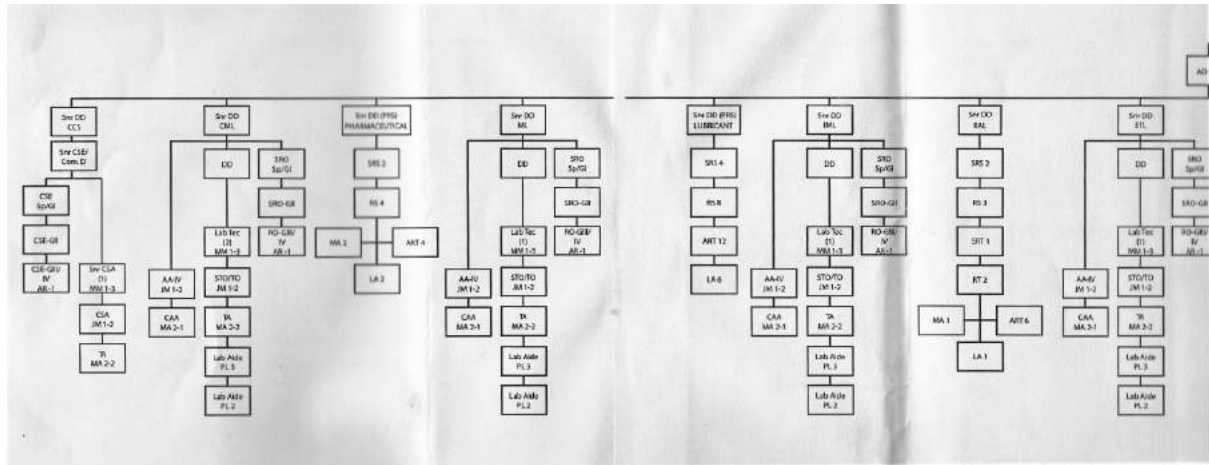 AD
Snr DD
CCS
Snr CSE/
Com. D
CSE
Sp/GI
CSE-GII
CSE-GIII/
IV
AR-1
Snr CSA
(1)
MM 1-3
CSA
JM 1-2
TA
MA 2-2
Snr DD
CML
DD
SRO
Sp/GI
SRO-GII
RO-GIII/
IV
AR-1
Lab Tec
(2)
MM 1-3
AA-IV
JM 1-2
CAA
MA 2-1
STO/TO
JM 1-2
TA
MA 2-2
Lab Aide
PL 3
Lab Aide
PL 2
Snr DD (PRS)
PHARMACEUTICAL
SRS 2
RS 4
MA 3
ART 4
LA 2
Snr DD
ML
DD
SRO
Sp/GI
SRO-GII
RO-GIII/
IV
AR-1
Lab Tec
(1)
MM 1-3
AA-IV
JM 1-2
CAA
MA 2-1
STO/TO
JM 1-2
TA
MA 2-2
Lab Aide
PL 3
Lab Aide
PL 2
Snr DD (PRS)
LUBRICANT
SRS 4
RS 8
ART 12
LA 6
Snr DD
DD
SRO
Sp/GI
SRO-GII
RO-GIII/
IV
AR-1
Lab Tec
(1)
MM 1-3
AA-IV
JM 1-2
CAA
MA 2-1
STO/TO
JM 1-2
TA
MA 2-2
Lab Aide
PL 3
Lab Aide
PL 2
Snr DD
SRS 2
RS 3
SRT 1
RT 2
MA 1
ART 6
LA 1
Snr DD
ETL
DD
SRO
Sp/GI
SRO-GII
RO-GIII/
IV
AR-1
Lab Tec
(1)
MM 1-3
AA-IV
JM 1-2
CAA
MA 2-1
STO/TO
JM 1-2
TA
MA 2-2
Lab Aide
PL 3
Lab Aide
PL 2